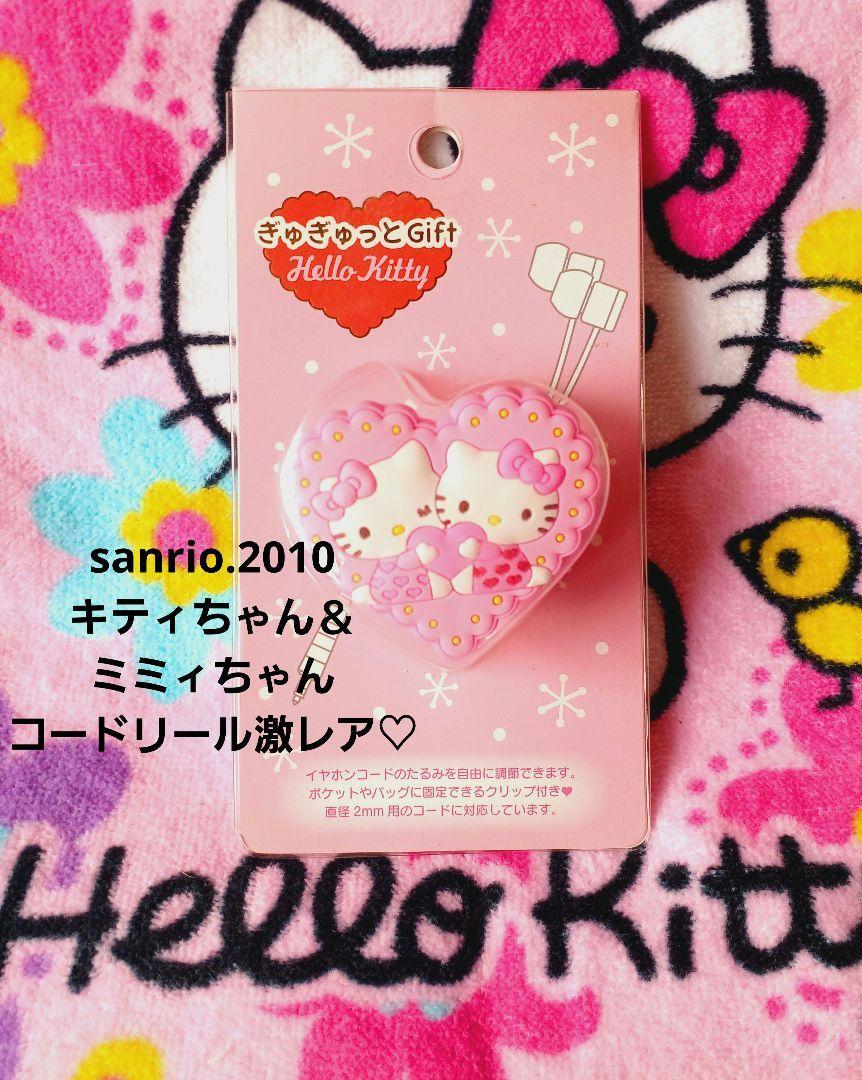 ぎゅぎゅっとGift
Hello Kitty
sanrio.2010
キティちゃん&
ミミィちゃん
コードリール激レア♡
イヤホンコードのたるみを自由に調節できます。
ポケットやバッグに固定できるクリップ付き♥
直径 2mm 用のコードに対応しています。
Hello Kitt